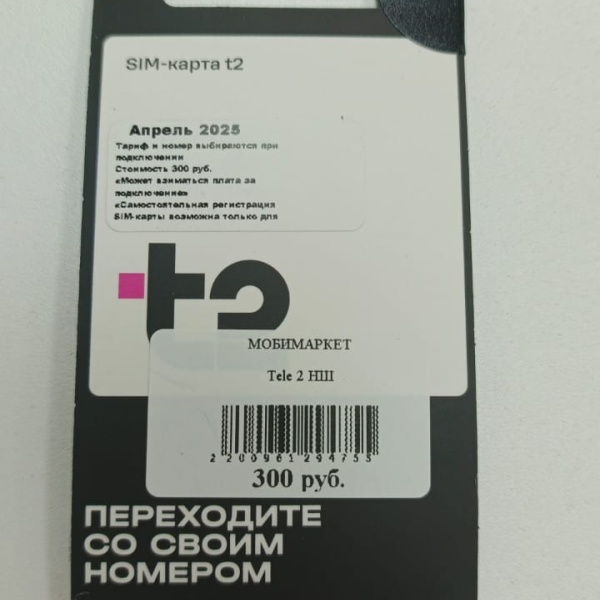 SIM-карта t2
Апрель 2025
Тариф и номер выбираются при
подключении
Стоимость 300 руб.
«Может взиматься плата за
подключение»
«Самостоятельная регистрация
SIM-карты возможна только для
t2
МОБИМАРКЕТ
Tele 2 НШ
2200961294755
300 руб.
ПЕРЕХОДИТЕ
СО СВОИМ
НОМЕРОМ